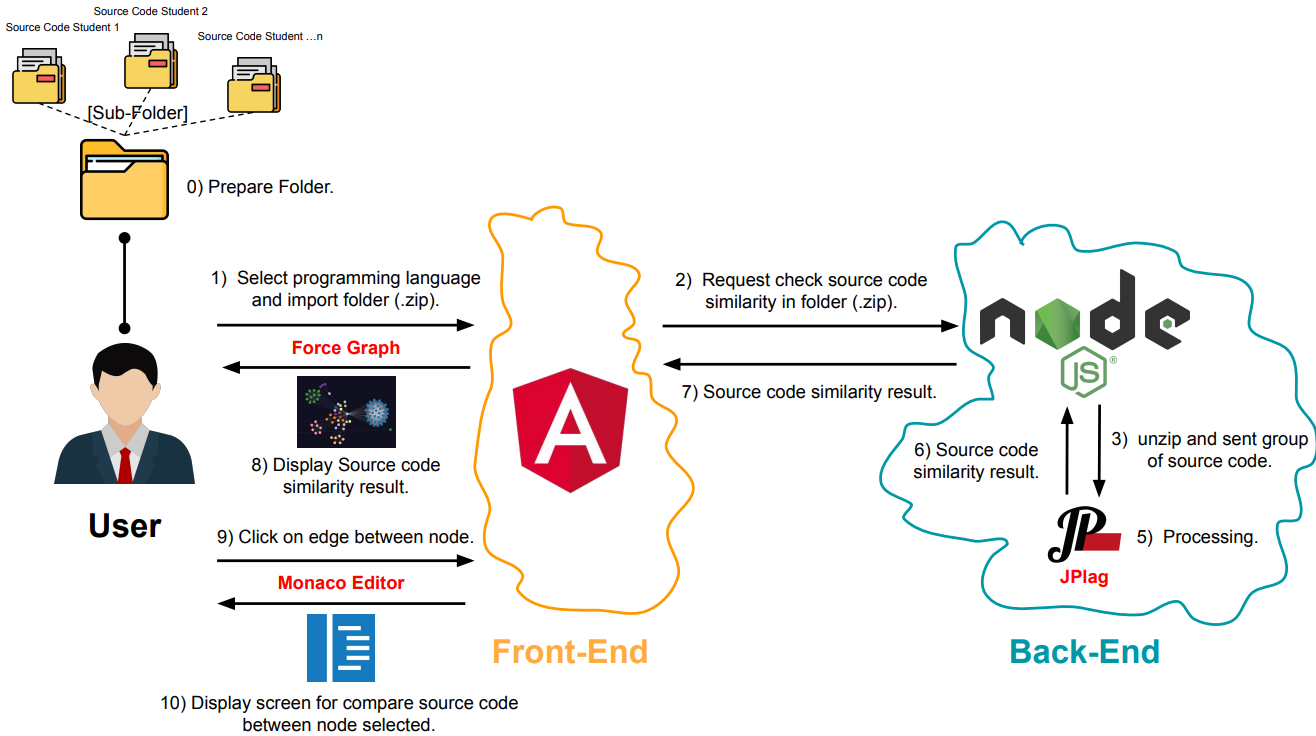 Source Code Student 2
Source Code Student 1
Source Code Student ...n
[Sub-Folder]
0) Prepare Folder.
1) Select programming language
and import folder (.zip).
Force Graph
8) Display Source code
similarity result.
User
9) Click on edge between node.
Monaco Editor
10) Display screen for compare source code
between node selected.
Front-End
2) Request check source code
similarity in folder (.zip).
7) Source code similarity result.
node
JS®
6) Source code
similarity result.
3) unzip and sent group
of source code.
JPL
5) Processing.
JPlag
Back-End